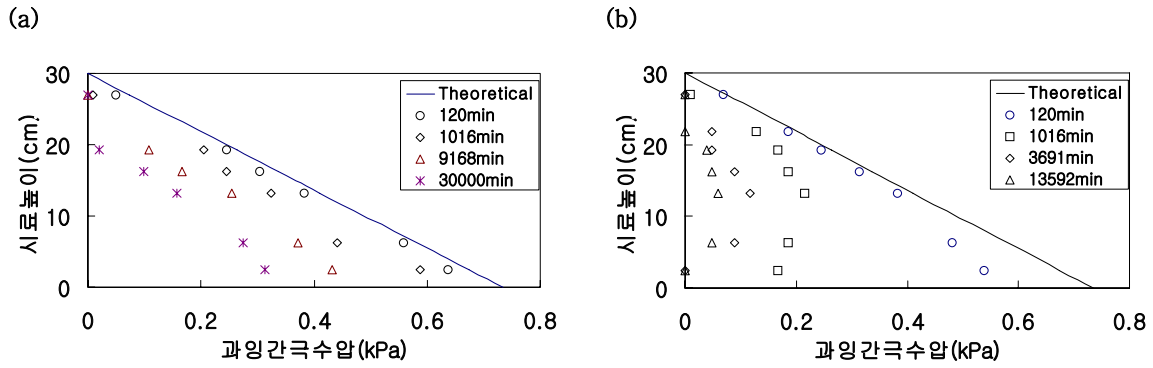 (a)
(b)
30
20
10
0
시료높이(cm)
Theoretical
120min
1016min
9168min
30000min
0 0.2 0.4 0.6 0.8
과잉간극수압(kPa)
30
20
10
0
시료높이(cm)
Theoretical
120min
1016min
3691min
13592min
0 0.2 0.4 0.6 0.8
과잉간극수압(kPa)